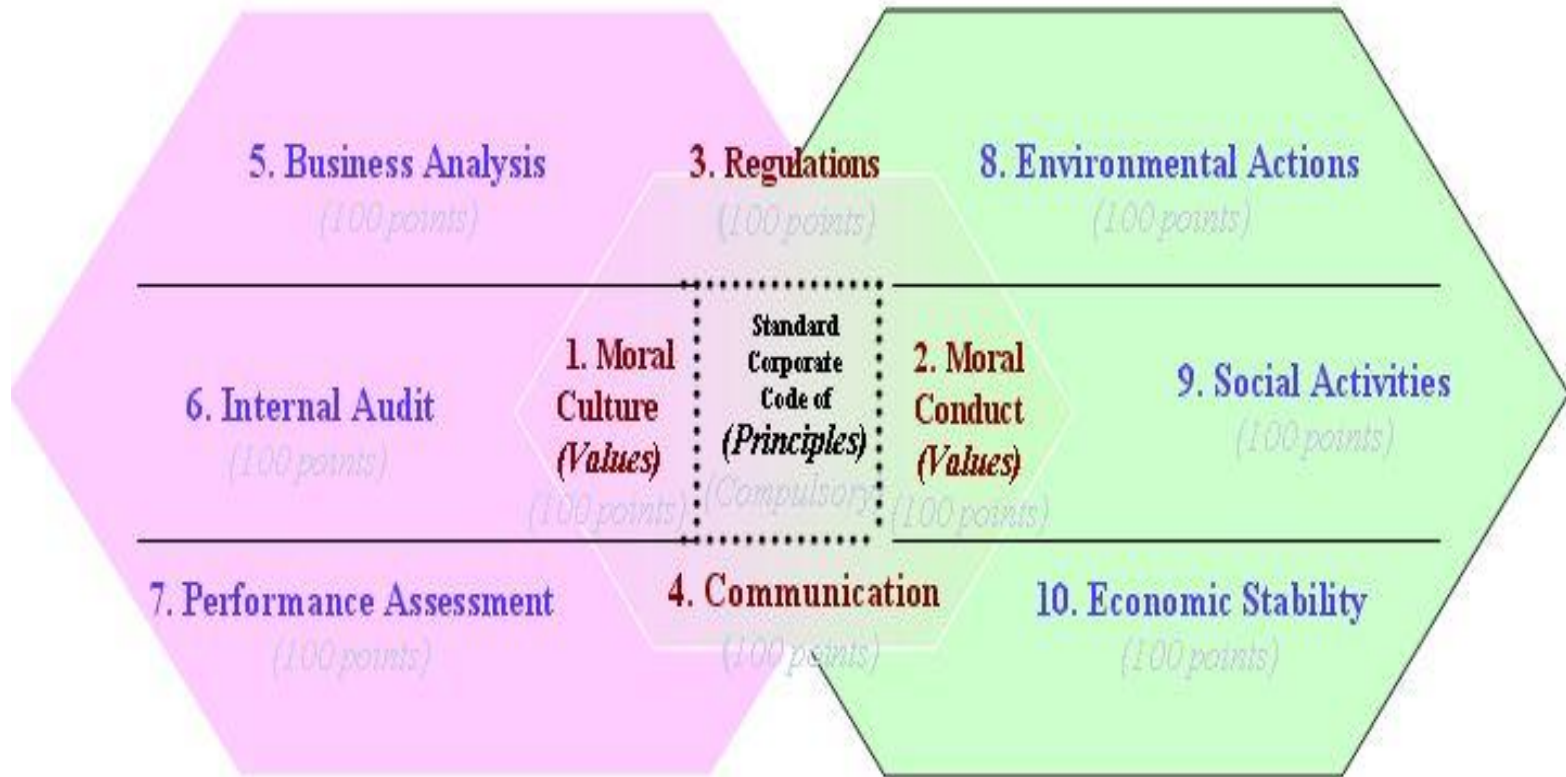 5. Business Analysis
(100 points)
3. Regulations
(100 points)
8. Environmental Actions
(100 points)
6. Internal Audit
(100 points)
1. Moral
Culture
(Values)
(100 points)
Standard
Corporate
Code of
(Principles)
(Compulsory)
2. Moral
Conduct
(Values)
(100 points)
9. Social Activities
(100 points)
7. Performance Assessment
(100 points)
4. Communication
(100 points)
10. Economic Stability
(100 points)